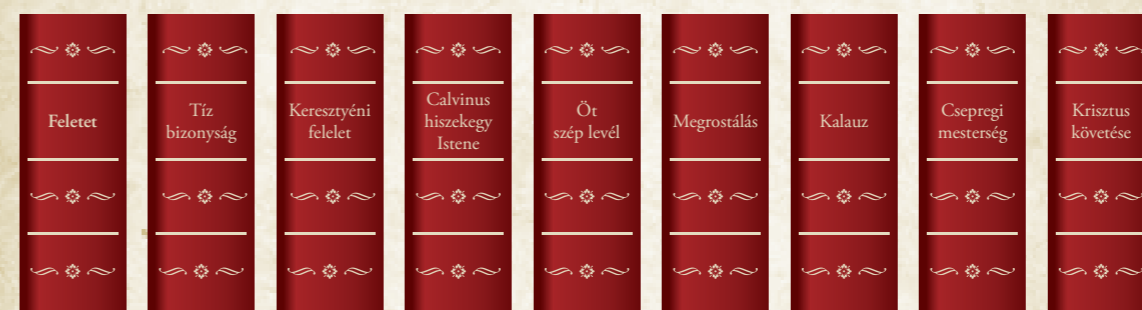 Feletet
Tíz
bizonyság
Keresztyéni
felelet
Calvinus
hiszekegy
Istene
Öt
szép levél
Megrostálás
Kalauz
Csepregi
mesterség
Krisztus
követése